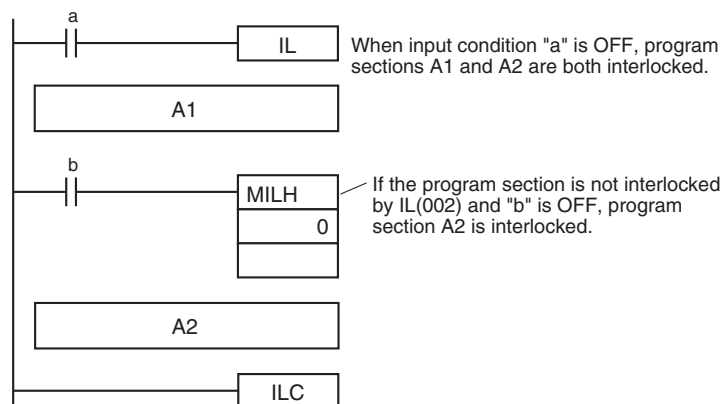 a
IL
When input condition "a" is OFF, program
sections A1 and A2 are both interlocked.
A1
b
MILH
0
If the program section is not interlocked
by IL(002) and "b" is OFF, program
section A2 is interlocked.
A2
ILC